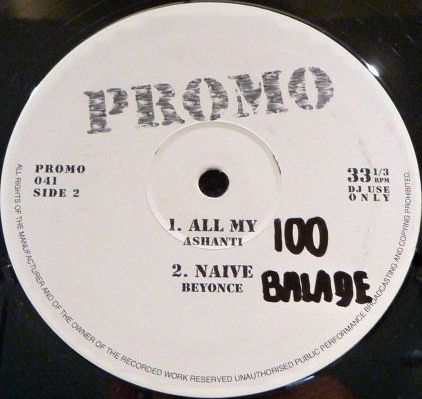 PROMO
PROMO
041
SIDE 2
33 1/3
RPM
DJ USE
ONLY
1. ALL MY 100
ASHANTI
2. NAIVE BALAGE
BEYONCE
ALL RIGHTS OF THE MANUFACTURER AND OF THE OWNER OF THE RECORDED WORK RESERVED UNAUTHORISED PUBLIC PERFORMANCE BROADCASTING AND COPYING PROHIBITED.